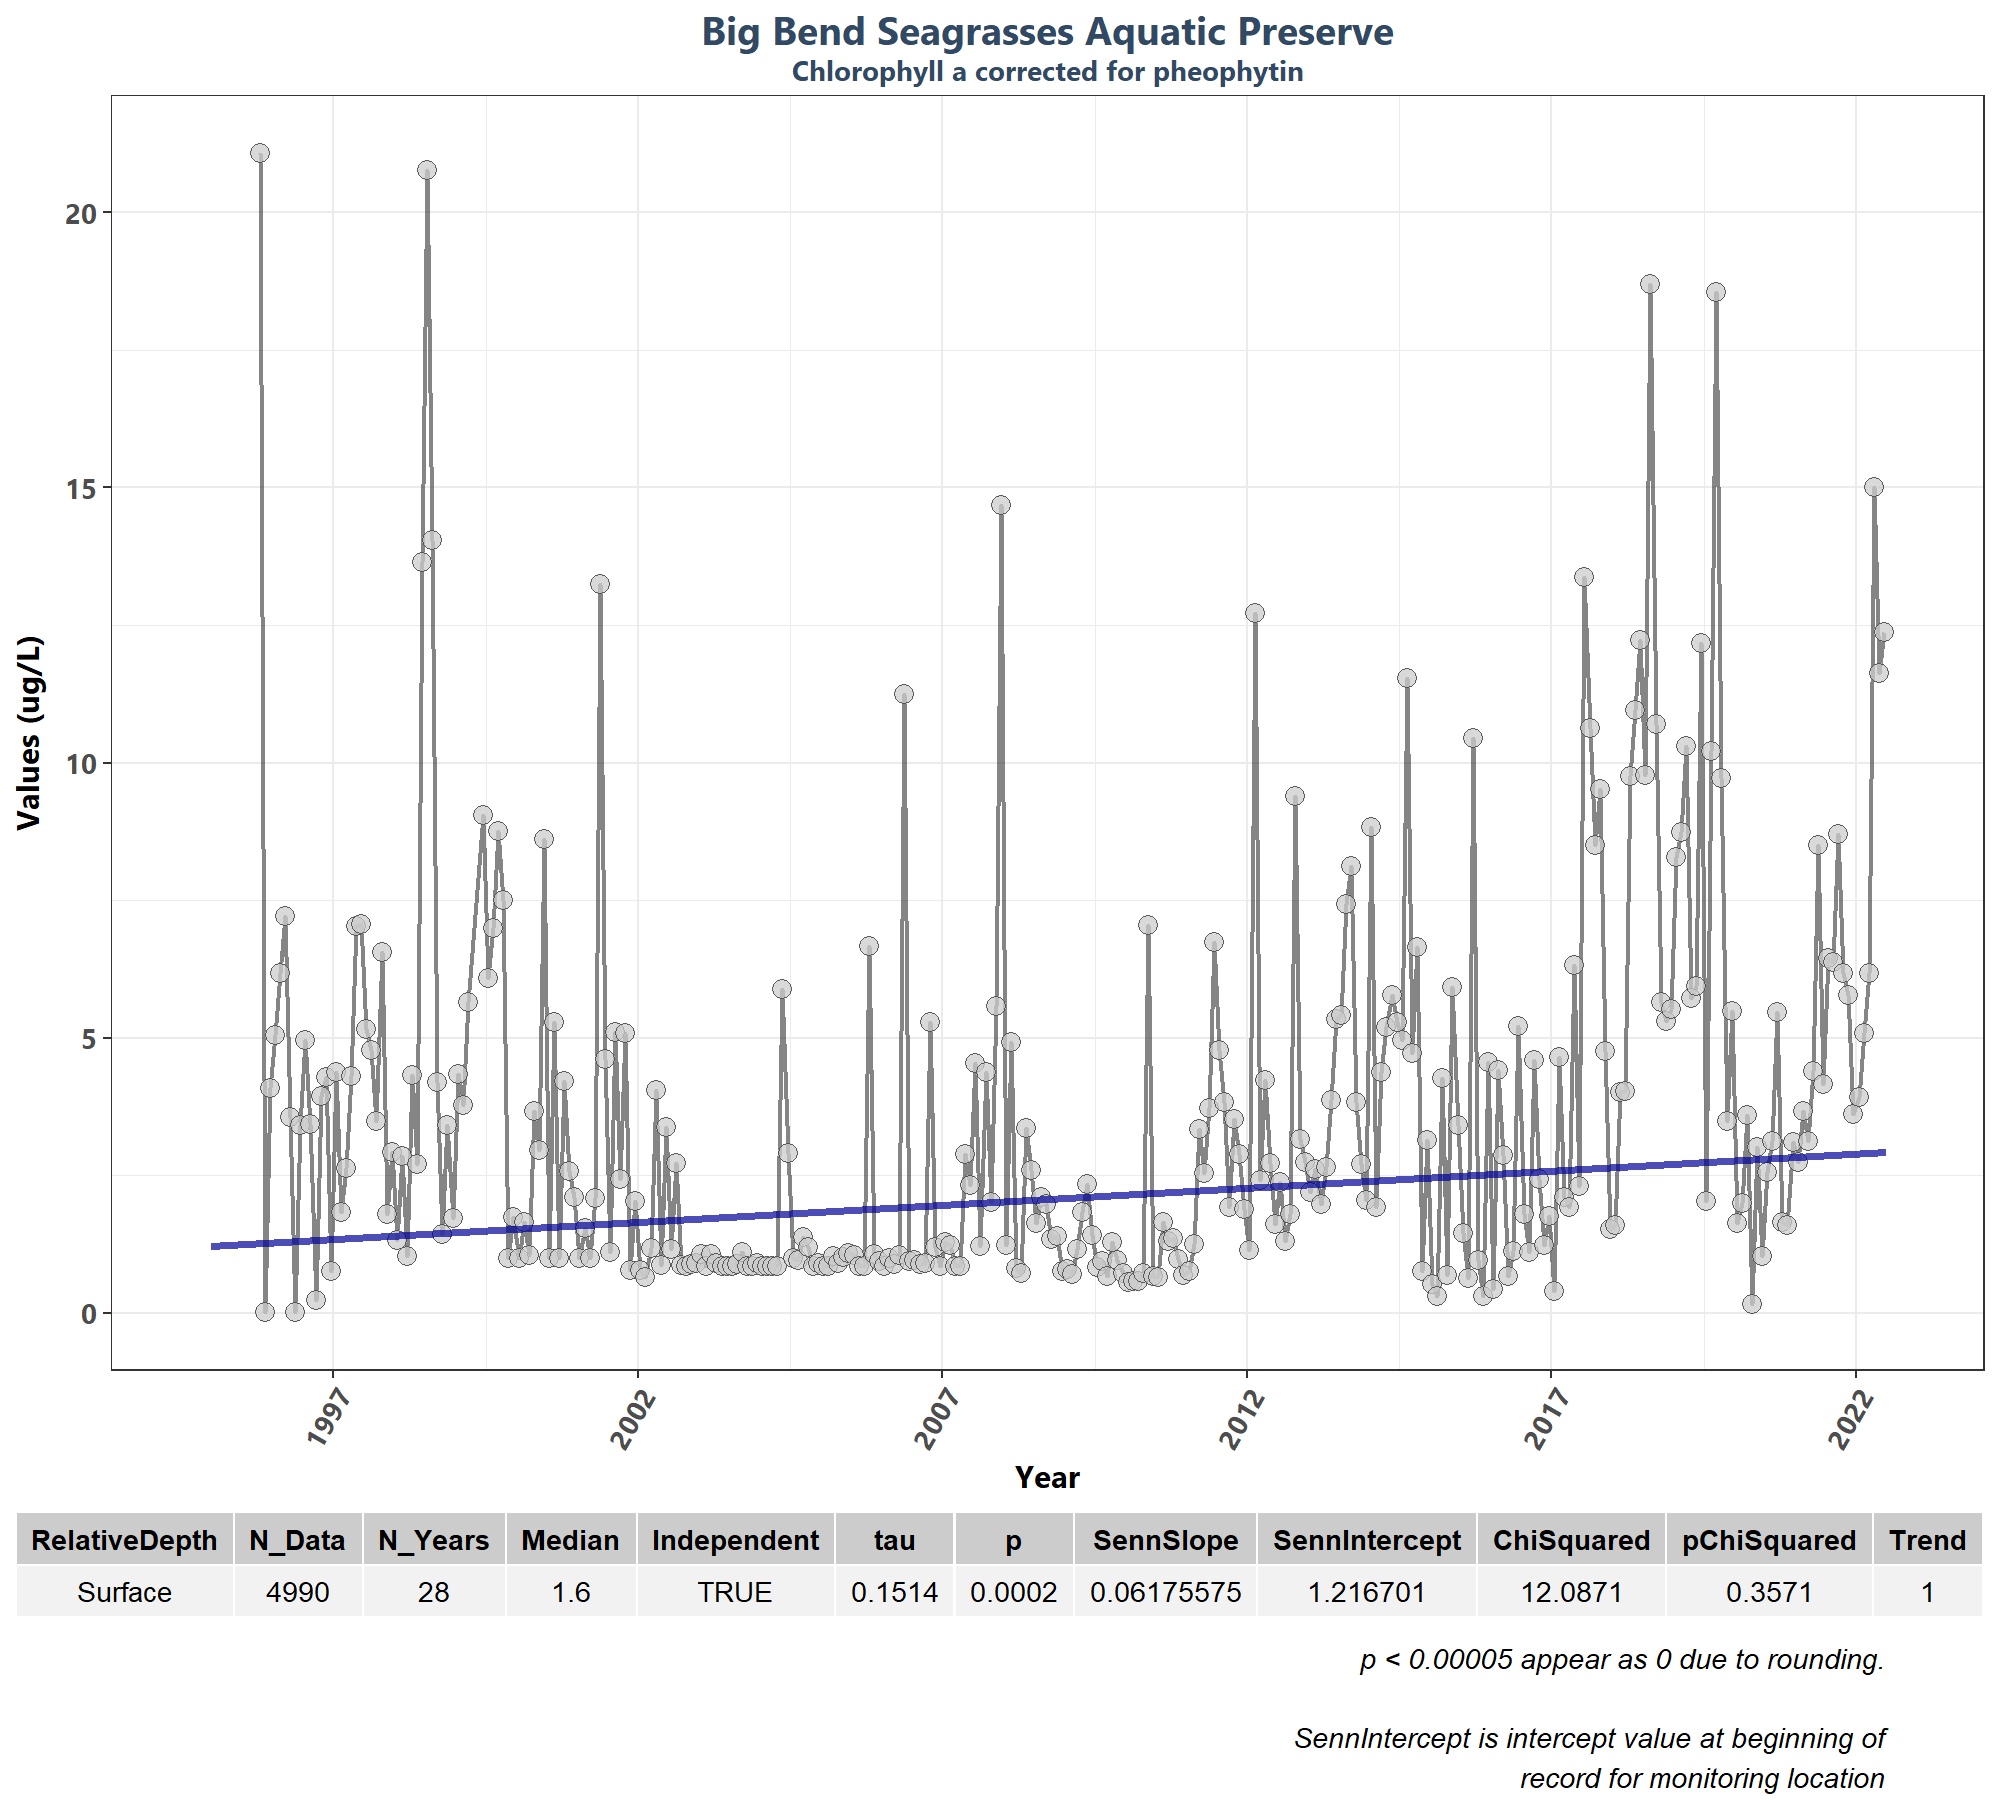 Big Bend Seagrasses Aquatic Preserve
Chlorophyll a corrected for pheophytin
Values (ug/L)
20
15
10
5
0
1997 2002 2007 2012 2017 2022
Year
RelativeDepth N_Data N_Years Median Independent tau p SennSlope SennIntercept ChiSquared pChiSquared Trend
Surface 4990 28 1.6 TRUE 0.1514 0.0002 0.06175575 1.216701 12.0871 0.3571 1
p < 0.00005 appear as 0 due to rounding.
SennIntercept is intercept value at beginning of
record for monitoring location